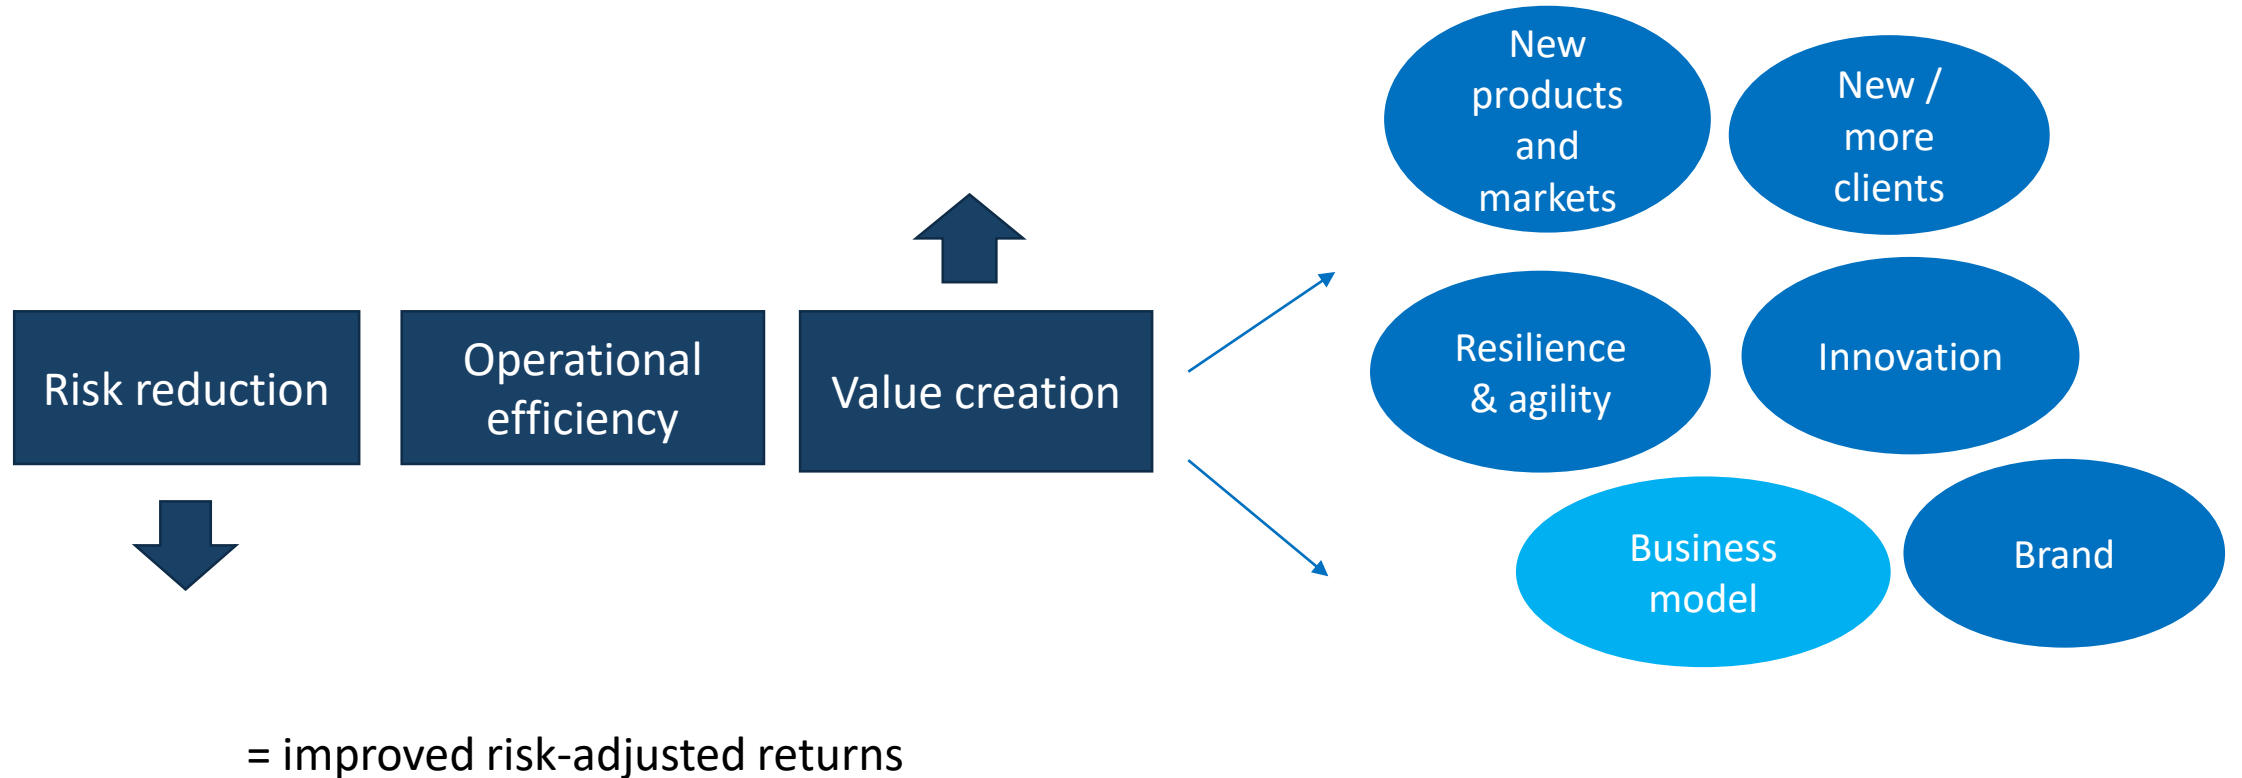 Risk reduction
Operational
efficiency
Value creation
New
products
and
markets
New /
more
clients
Resilience
& agility
Innovation
Business
model
Brand
= improved risk-adjusted returns